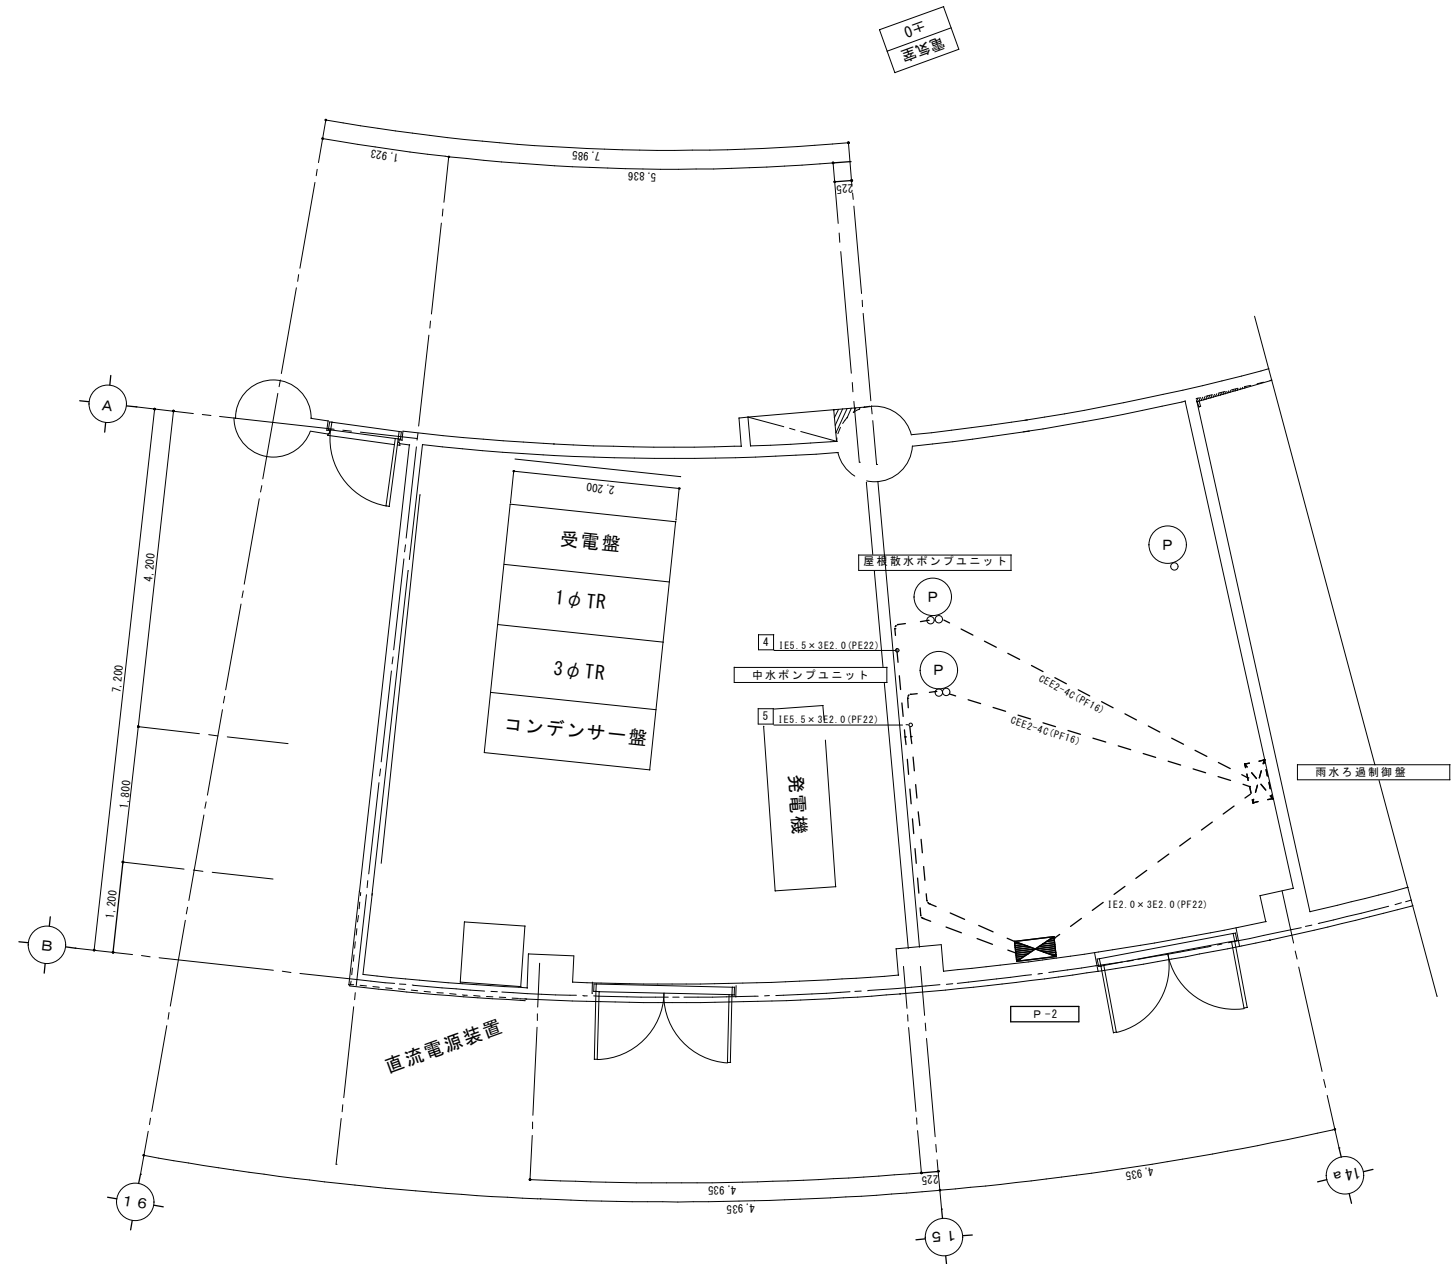 ±0
電気室
7.985
1.923
5.836
225
A
2.200
受電盤
1φTR
3φTR
コンデンサー盤
4.200
7.200
1.800
1.200
屋根散水ポンプユニット
P
P
P
4
IE5.5×3E2.0(PE22)
中水ポンプユニット
5
IE5.5×3E2.0(PF22)
CEE2-4C(PF16)
CEE2-4C(PF16)
雨水ろ過制御盤
発電機
IE2.0×3E2.0(PF22)
B
P-2
直流電源装置
4.935
225
4.935
4.935
16
15
14a